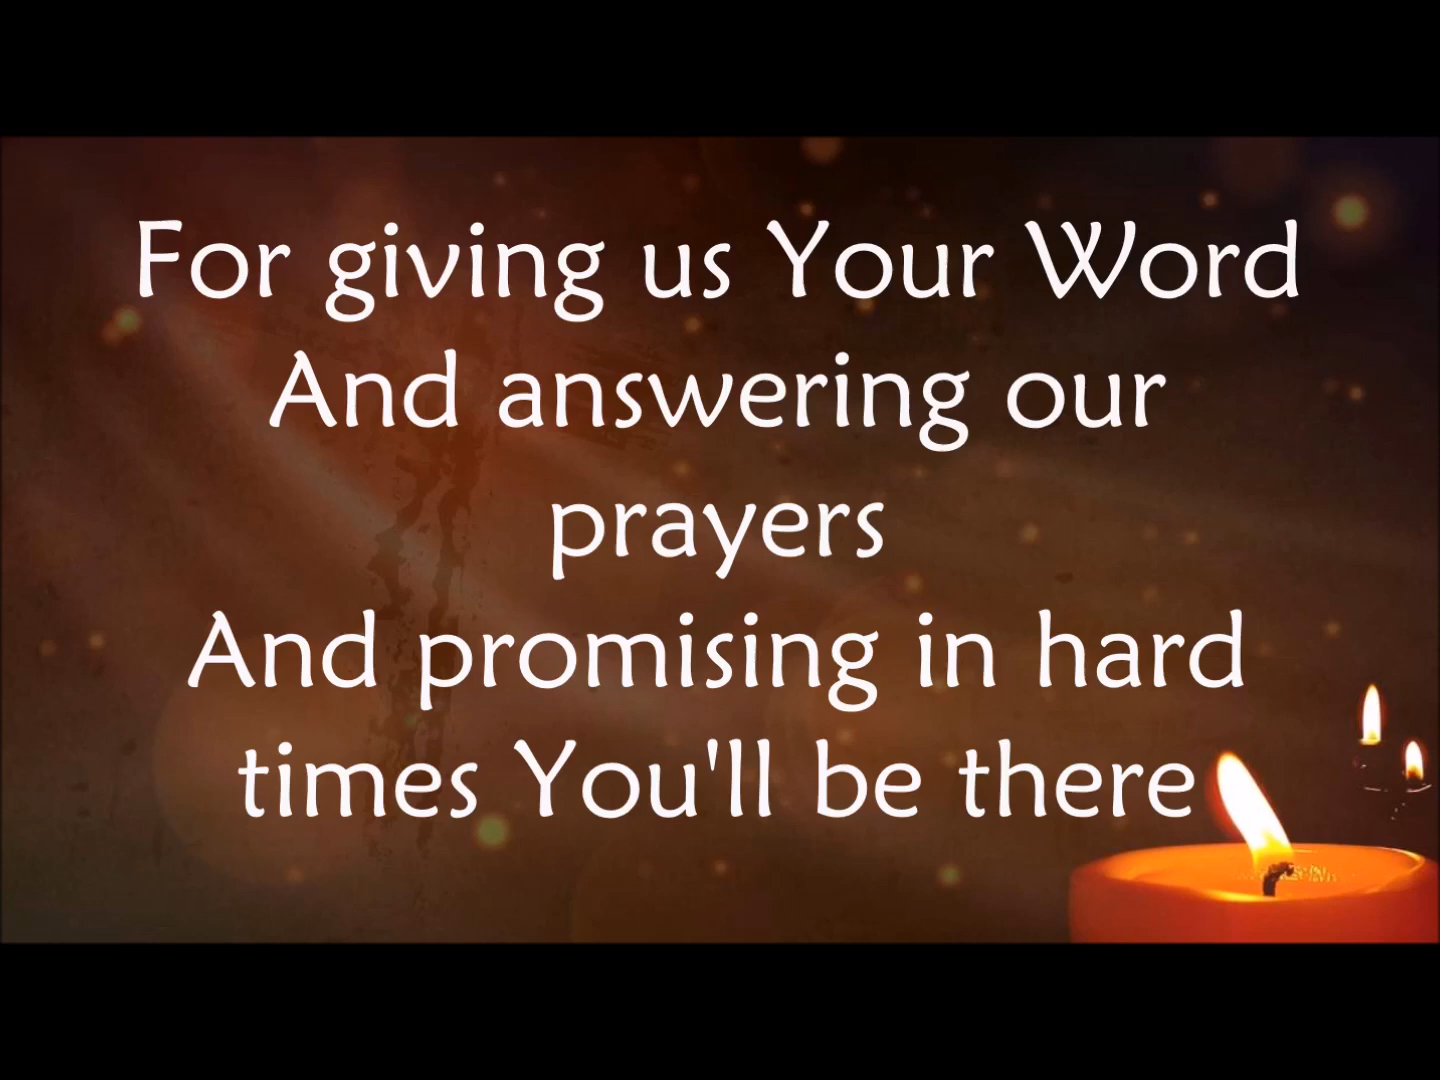 For giving us Your Word
And answering our
prayers
And promising in hard
times You'll be there